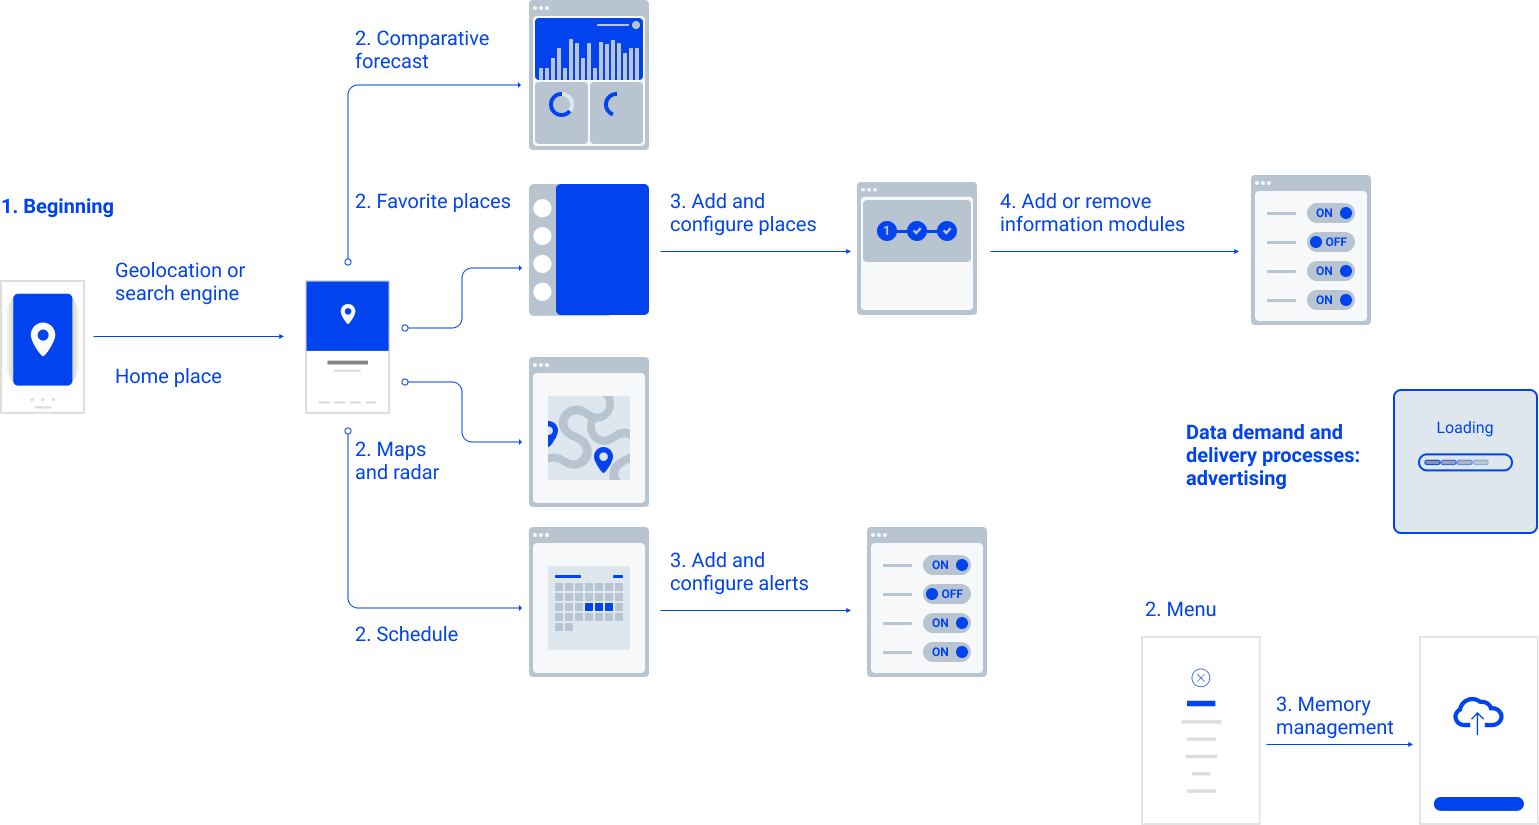 2. Comparative
forecast
1. Beginning
Geolocation or
search engine
Home place
2. Favorite places
3. Add and
configure places
1
4. Add or remove
information modules
ON
OFF
ON
ON
2. Maps
and radar
Data demand and
delivery processes:
advertising
Loading
2. Schedule
3. Add and
configure alerts
ON
OFF
ON
ON
2. Menu
3. Memory
management